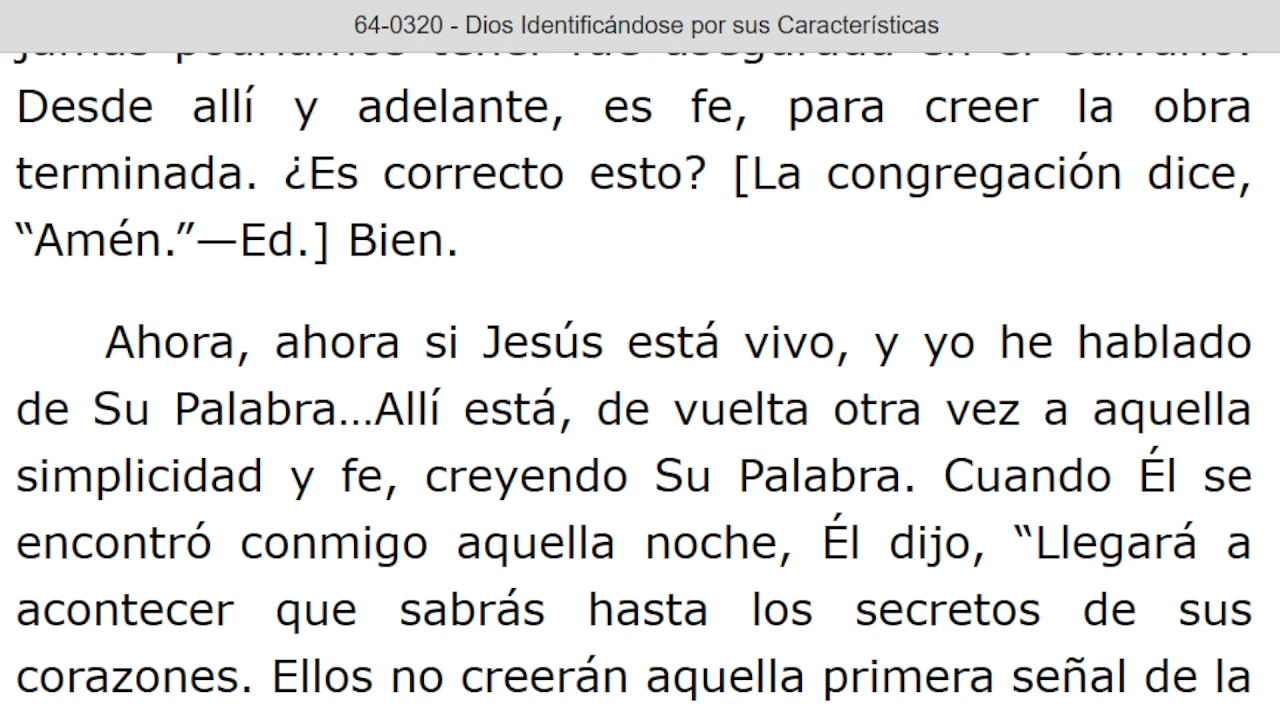 64-0320 - Dios Identificándose por sus Características
Desde allí y adelante, es fe, para creer la obra
terminada. ¿Es correcto esto? [La congregación dice,
“Amén.”—Ed.] Bien.
Ahora, ahora si Jesús está vivo, y yo he hablado
de Su Palabra…Allí está, de vuelta otra vez a aquella
simplicidad y fe, creyendo Su Palabra. Cuando Él se
encontró conmigo aquella noche, Él dijo, “Llegará a
acontecer que sabrás hasta los secretos de sus
corazones. Ellos no creerán aquella primera señal de la